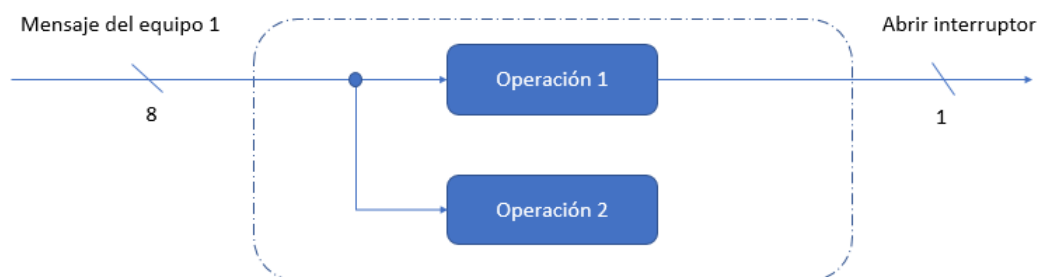 Mensaje del equipo 1
Abrir interruptor
Operación 1
8
1
Operación 2